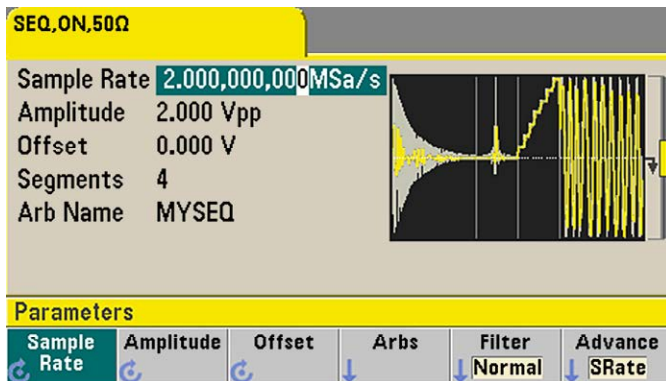 SEQ,ON,50Ω
Sample Rate 2.000,000,000MSa/s
Amplitude 2.000 Vpp
Offset 0.000 V
Segments 4
Arb Name MYSEQ
Parameters
Sample Rate Amplitude Offset Arbs Filter Normal Advance SRate